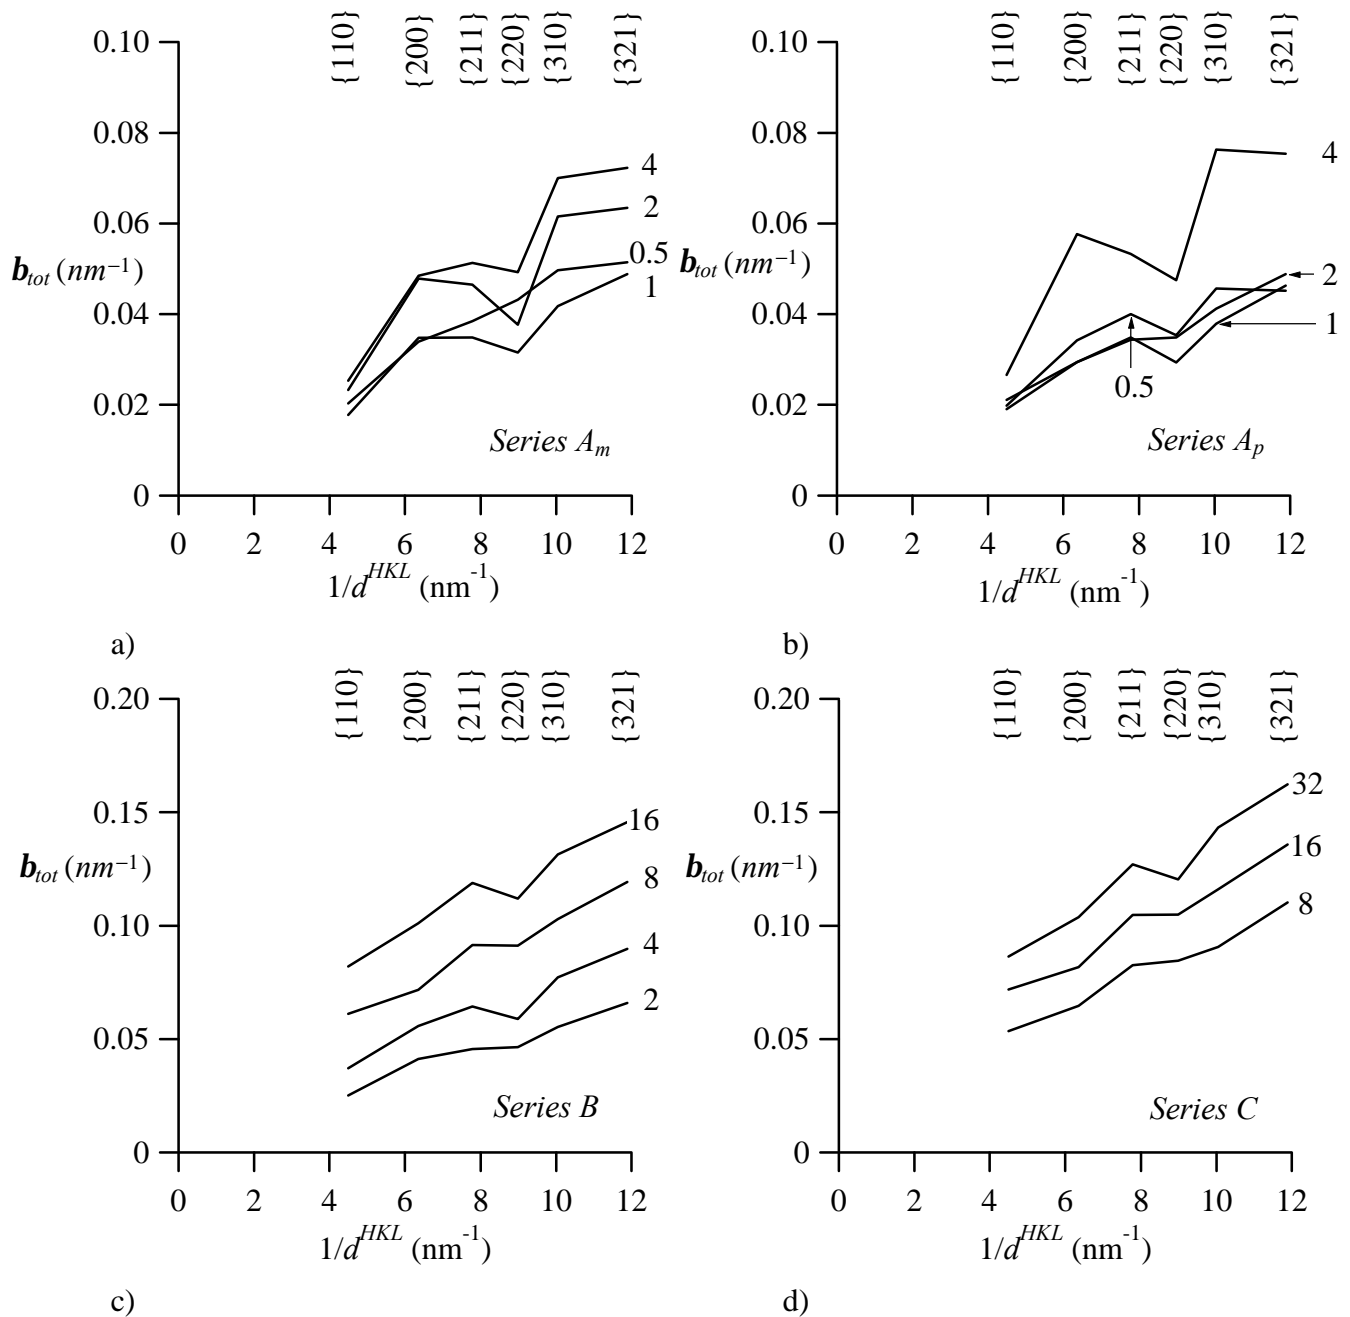 {110} {200} {211} {220} {310} {321}
0.10
0.08
0.06
0.04
0.02
0
b_tot (nm⁻¹)
4
2
0.5
1
Series A_m
0 2 4 6 8 10 12
1/d^HKL (nm⁻¹)
a)
{110} {200} {211} {220} {310} {321}
0.10
0.08
0.06
0.04
0.02
0
b_tot (nm⁻¹)
4
2
1
0.5
Series A_p
0 2 4 6 8 10 12
1/d^HKL (nm⁻¹)
b)
{110} {200} {211} {220} {310} {321}
0.20
0.15
0.10
0.05
0
b_tot (nm⁻¹)
16
8
4
2
Series B
0 2 4 6 8 10 12
1/d^HKL (nm⁻¹)
c)
{110} {200} {211} {220} {310} {321}
0.20
0.15
0.10
0.05
0
b_tot (nm⁻¹)
32
16
8
Series C
0 2 4 6 8 10 12
1/d^HKL (nm⁻¹)
d)